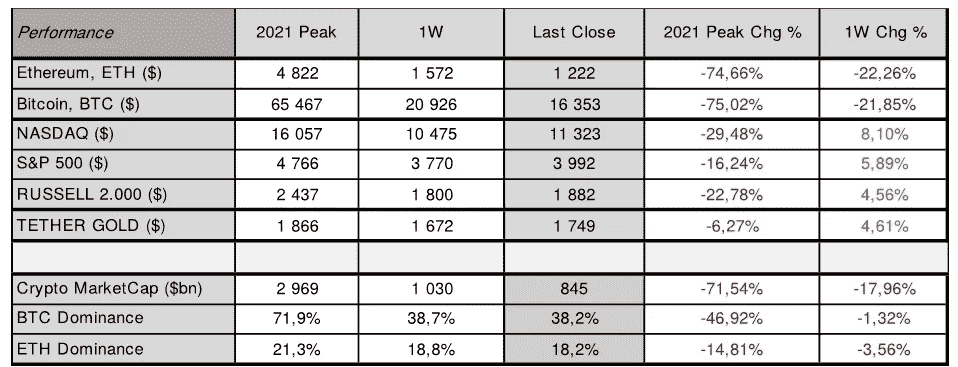 Performance 2021 Peak 1W Last Close 2021 Peak Chg % 1W Chg %
Ethereum, ETH ($) 4 822 1 572 1 222 -74,66% -22,26%
Bitcoin, BTC ($) 65 467 20 926 16 353 -75,02% -21,85%
NASDAQ ($) 16 057 10 475 11 323 -29,48% 8,10%
S&P 500 ($) 4 766 3 770 3 992 -16,24% 5,89%
RUSSELL 2.000 ($) 2 437 1 800 1 882 -22,78% 4,56%
TETHER GOLD ($) 1 866 1 672 1 749 -6,27% 4,61%
Crypto MarketCap ($bn) 2 969 1 030 845 -71,54% -17,96%
BTC Dominance 71,9% 38,7% 38,2% -46,92% -1,32%
ETH Dominance 21,3% 18,8% 18,2% -14,81% -3,56%